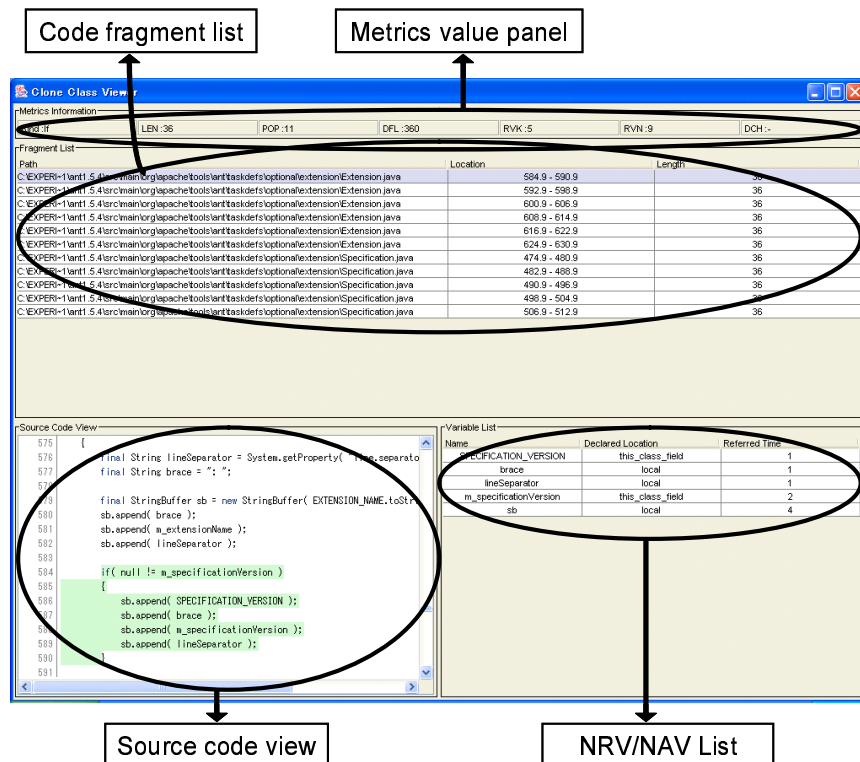 Code fragment list
Metrics value panel
Clone Class Viewer
Metrics Information
Kind :If LEN :36 POP :11 DFL :360 RVK :5 RVN :9 DCH :-
Fragment List
Path Location Length
C:\EXPERI~1\ant1.5.4\src\main\org\apache\tools\ant\taskdefs\optional\extension\Extension.java 584.9 - 590.9 36
C:\EXPERI~1\ant1.5.4\src\main\org\apache\tools\ant\taskdefs\optional\extension\Extension.java 592.9 - 598.9 36
C:\EXPERI~1\ant1.5.4\src\main\org\apache\tools\ant\taskdefs\optional\extension\Extension.java 600.9 - 606.9 36
C:\EXPERI~1\ant1.5.4\src\main\org\apache\tools\ant\taskdefs\optional\extension\Extension.java 608.9 - 614.9 36
C:\EXPERI~1\ant1.5.4\src\main\org\apache\tools\ant\taskdefs\optional\extension\Extension.java 616.9 - 622.9 36
C:\EXPERI~1\ant1.5.4\src\main\org\apache\tools\ant\taskdefs\optional\extension\Extension.java 624.9 - 630.9 36
C:\EXPERI~1\ant1.5.4\src\main\org\apache\tools\ant\taskdefs\optional\extension\Specification.java 474.9 - 480.9 36
C:\EXPERI~1\ant1.5.4\src\main\org\apache\tools\ant\taskdefs\optional\extension\Specification.java 482.9 - 488.9 36
C:\EXPERI~1\ant1.5.4\src\main\org\apache\tools\ant\taskdefs\optional\extension\Specification.java 490.9 - 496.9 36
C:\EXPERI~1\ant1.5.4\src\main\org\apache\tools\ant\taskdefs\optional\extension\Specification.java 498.9 - 504.9 36
C:\EXPERI~1\ant1.5.4\src\main\org\apache\tools\ant\taskdefs\optional\extension\Specification.java 506.9 - 512.9 36
Source Code View
575 {
576 final String lineSeparator = System.getProperty( "line.separato
577 final String brace = ": ";
578
579 final StringBuffer sb = new StringBuffer( EXTENSION_NAME.toStr
580 sb.append( brace );
581 sb.append( m_extensionName );
582 sb.append( lineSeparator );
583
584 if( null != m_specificationVersion )
585 {
586 sb.append( SPECIFICATION_VERSION );
587 sb.append( brace );
588 sb.append( m_specificationVersion );
589 sb.append( lineSeparator );
590 }
591
Variable List
Name Declared Location Referred Time
SPECIFICATION_VERSION this_class_field 1
brace local 1
lineSeparator local 1
m_specificationVersion this_class_field 2
sb local 4
Source code view
NRV/NAV List